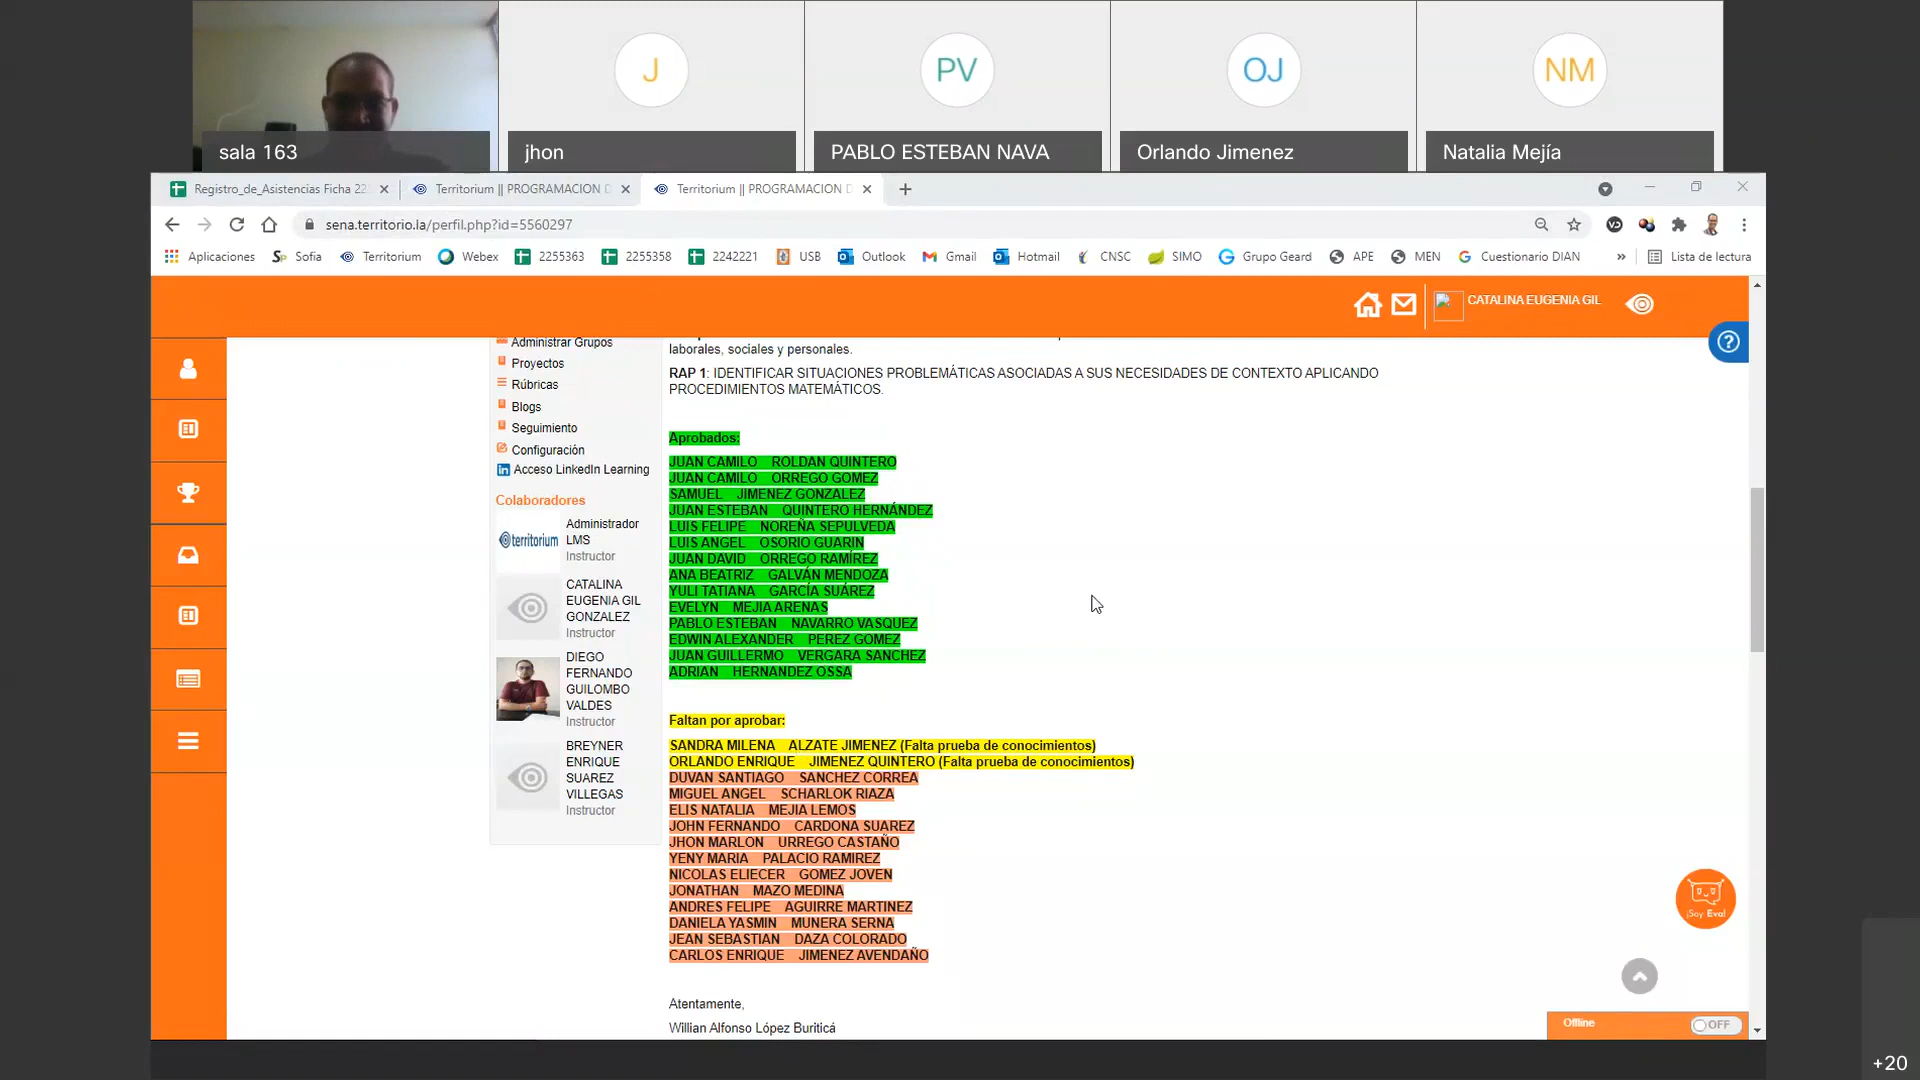 J
PV
OJ
NM
sala 163
jhon
PABLO ESTEBAN NAVA
Orlando Jimenez
Natalia Mejía
Registro_de_Asistencias Ficha 22
Territorium || PROGRAMACION D
Territorium || PROGRAMACION D
sena.territorio.la/perfil.php?id=5560297
Aplicaciones Sofia Territorium Webex 2255363 2255358 2242221 USB Outlook Gmail Hotmail CNSC SIMO Grupo Geard APE MEN Cuestionario DIAN » Lista de lectura
CATALINA EUGENIA GIL
Administrar Grupos
Proyectos
Rúbricas
Blogs
Seguimiento
Configuración
Acceso LinkedIn Learning
Colaboradores
territorium
Administrador
LMS
Instructor
CATALINA
EUGENIA GIL
GONZALEZ
Instructor
DIEGO
FERNANDO
GUILOMBO
VALDES
Instructor
BREYNER
ENRIQUE
SUAREZ
VILLEGAS
Instructor
laborales, sociales y personales.
RAP 1: IDENTIFICAR SITUACIONES PROBLEMÁTICAS ASOCIADAS A SUS NECESIDADES DE CONTEXTO APLICANDO
PROCEDIMIENTOS MATEMÁTICOS.
Aprobados:
JUAN CAMILO ROLDAN QUINTERO
JUAN CAMILO ORREGO GOMEZ
SAMUEL JIMENEZ GONZALEZ
JUAN ESTEBAN QUINTERO HERNÁNDEZ
LUIS FELIPE NOREÑA SEPULVEDA
LUIS ANGEL OSORIO GUARIN
JUAN DAVID ORREGO RAMÍREZ
ANA BEATRIZ GALVÁN MENDOZA
YULI TATIANA GARCÍA SUÁREZ
EVELYN MEJIA ARENAS
PABLO ESTEBAN NAVARRO VASQUEZ
EDWIN ALEXANDER PEREZ GOMEZ
JUAN GUILLERMO VERGARA SANCHEZ
ADRIAN HERNANDEZ OSSA
Faltan por aprobar:
SANDRA MILENA ALZATE JIMENEZ (Falta prueba de conocimientos)
ORLANDO ENRIQUE JIMENEZ QUINTERO (Falta prueba de conocimientos)
DUVAN SANTIAGO SANCHEZ CORREA
MIGUEL ANGEL SCHARLOK RIAZA
ELIS NATALIA MEJIA LEMOS
JOHN FERNANDO CARDONA SUAREZ
JHON MARLON URREGO CASTAÑO
YENY MARIA PALACIO RAMIREZ
NICOLAS ELIECER GOMEZ JOVEN
JONATHAN MAZO MEDINA
ANDRES FELIPE AGUIRRE MARTINEZ
DANIELA YASMIN MUNERA SERNA
JEAN SEBASTIAN DAZA COLORADO
CARLOS ENRIQUE JIMENEZ AVENDAÑO
Atentamente,
Willian Alfonso López Buriticá
¡Soy Eva!
Offline
OFF
+20